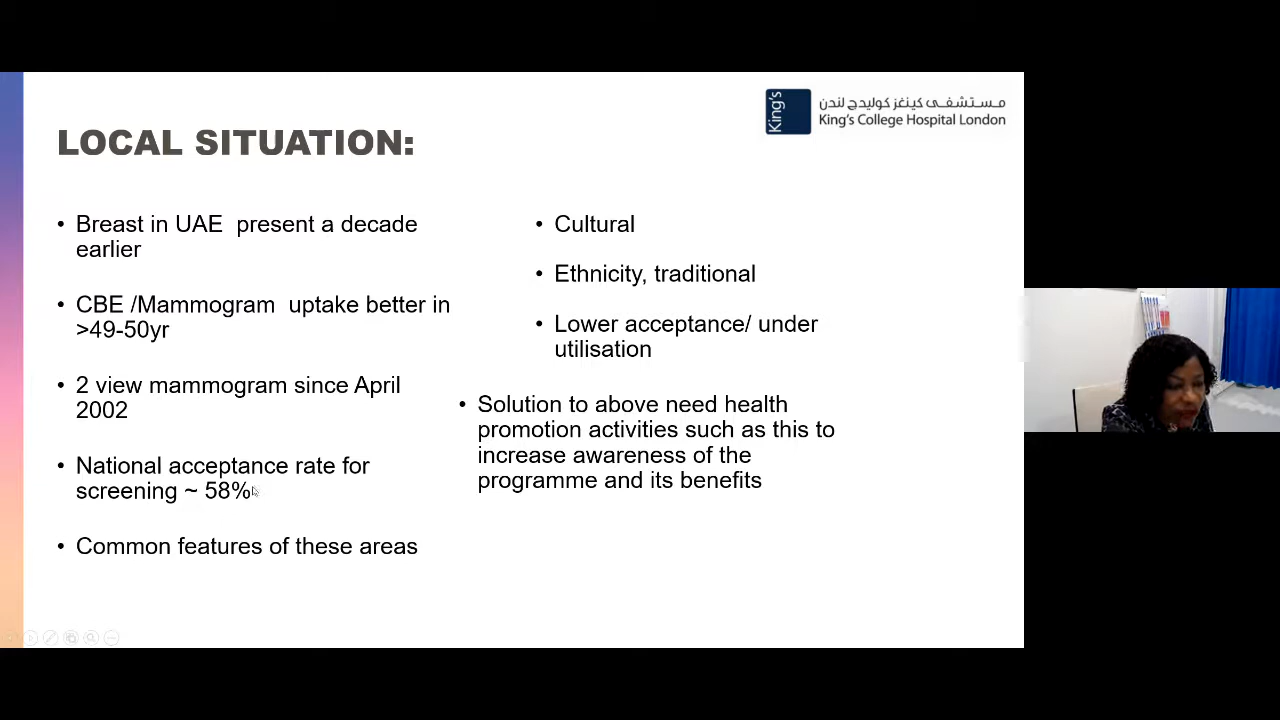 King's
مستشفى كينغز كوليدج لندن
King's College Hospital London
LOCAL SITUATION:
• Breast in UAE present a decade
earlier
• CBE /Mammogram uptake better in
>49-50yr
• 2 view mammogram since April
2002
• National acceptance rate for
screening ~ 58%
• Common features of these areas
• Cultural
• Ethnicity, traditional
• Lower acceptance/ under
utilisation
• Solution to above need health
promotion activities such as this to
increase awareness of the
programme and its benefits